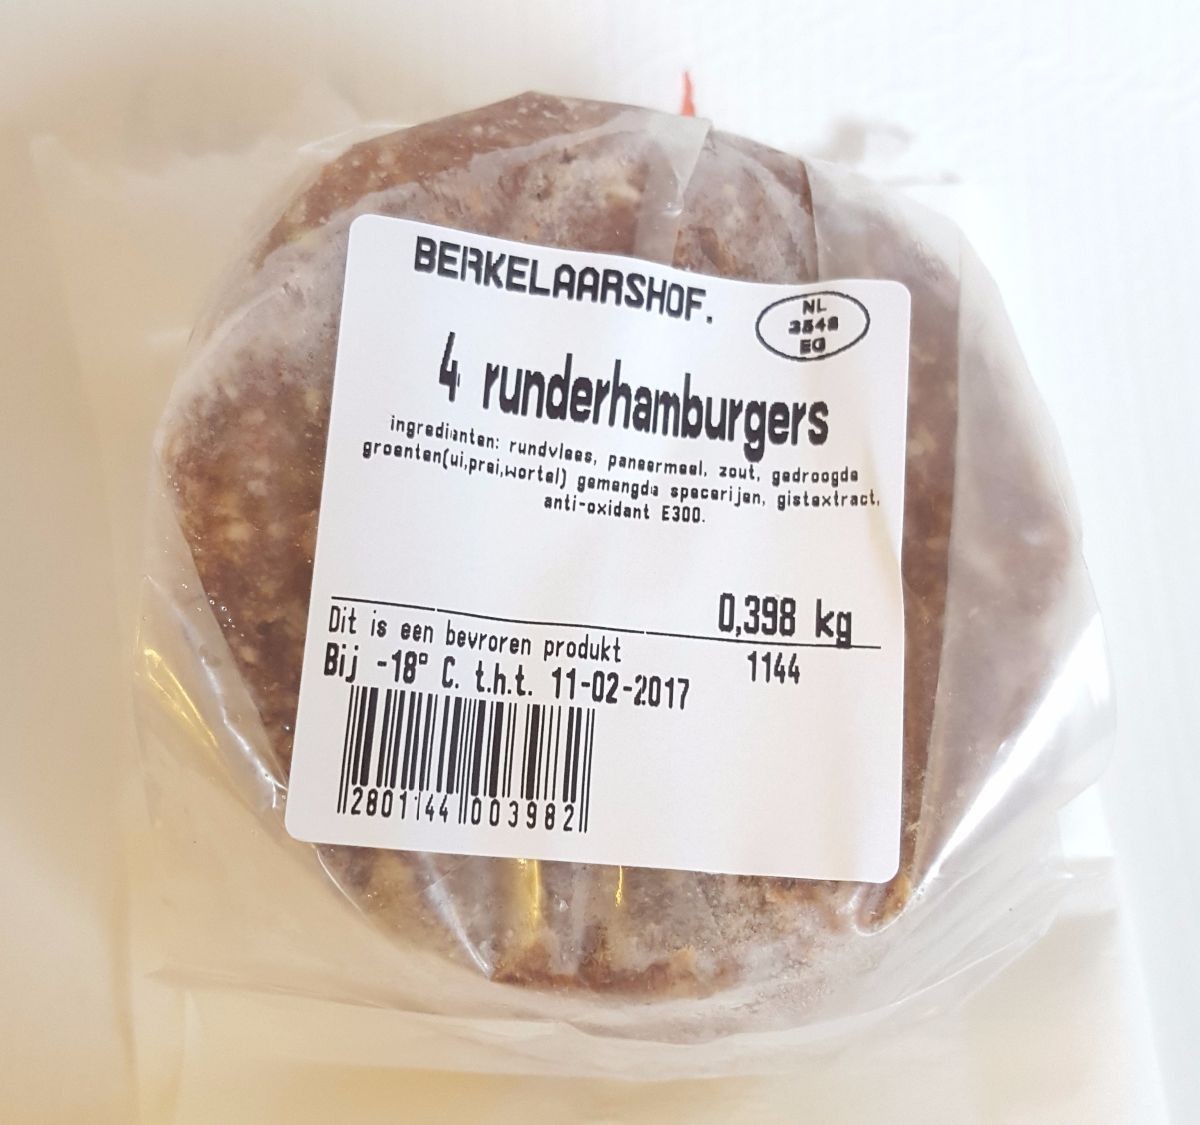 BERKELAARSHOF.
NL
3548
EG
4 runderhamburgers
ingredianten: rundvlees, paneermeel, zout, gedroogde
groenten(ui,prei,wortel) gemengde specerijen, gistextract,
anti-oxidant E300.
0,398 kg
Dit is een bevroren produkt
1144
Bij -18° C. t.h.t. 11-02-2017
2801144 003982